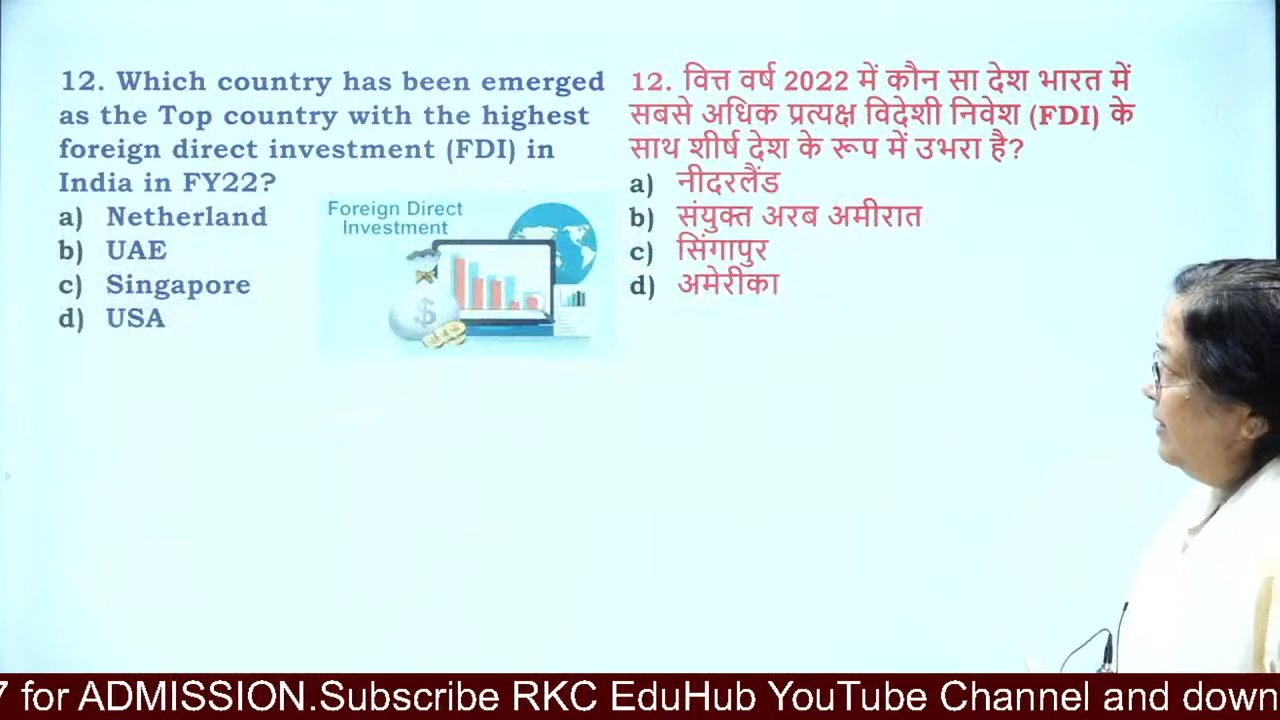 12. Which country has been emerged
as the Top country with the highest
foreign direct investment (FDI) in
India in FY22?
a) Netherland
b) UAE
c) Singapore
d) USA
Foreign Direct
Investment
$
12. वित्त वर्ष 2022 में कौन सा देश भारत में
सबसे अधिक प्रत्यक्ष विदेशी निवेश (FDI) के
साथ शीर्ष देश के रूप में उभरा है?
a) नीदरलैंड
b) संयुक्त अरब अमीरात
c) सिंगापुर
d) अमेरीका
7 for ADMISSION.Subscribe RKC EduHub YouTube Channel and down